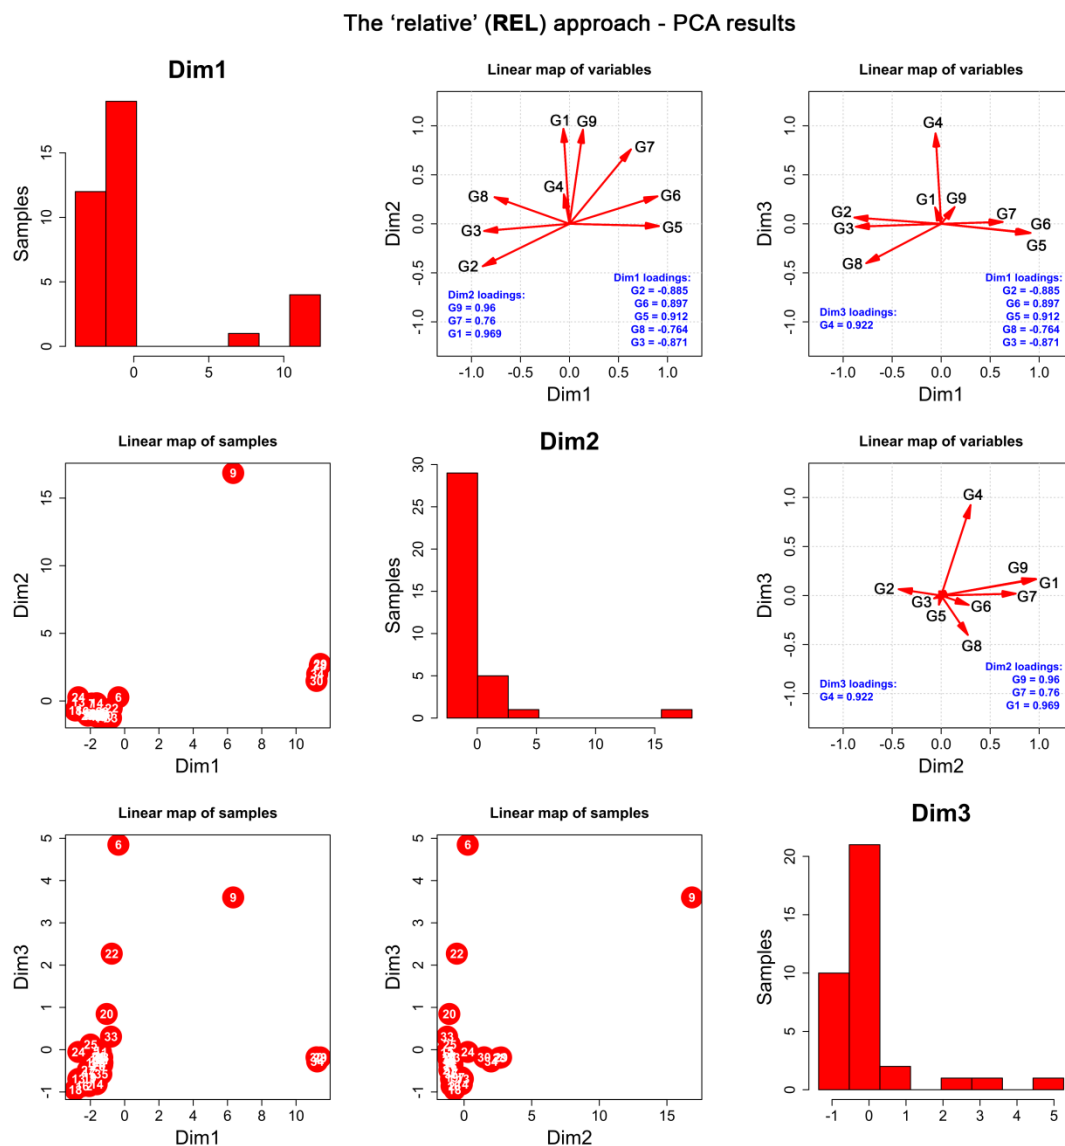 The ‘relative’ (REL) approach - PCA results
Dim1
Samples
0
5
10
15
0
5
10
Linear map of variables
Dim2
1.0
0.5
0.0
-0.5
-1.0
G1
G9
G7
G4
G8
G6
G3
G5
G2
Dim2 loadings:
G9 = 0.96
G7 = 0.76
G1 = 0.969
Dim1 loadings:
G2 = -0.885
G6 = 0.897
G5 = 0.912
G8 = -0.764
G3 = -0.871
-1.0
-0.5
0.0
0.5
1.0
Dim1
Linear map of variables
Dim3
1.0
0.5
0.0
-0.5
-1.0
G4
G1
G9
G2
G7
G6
G3
G5
G8
Dim3 loadings:
G4 = 0.922
Dim1 loadings:
G2 = -0.885
G6 = 0.897
G5 = 0.912
G8 = -0.764
G3 = -0.871
-1.0
-0.5
0.0
0.5
1.0
Dim1
Linear map of samples
Dim2
15
10
5
0
9
29
34
30
24
6
13
14
22
18
33
-2
0
2
4
6
8
10
Dim1
Dim2
Samples
30
25
20
15
10
5
0
0
5
10
15
Linear map of variables
Dim3
1.0
0.5
0.0
-0.5
-1.0
G4
G9
G1
G2
G7
G3
G6
G5
G8
Dim3 loadings:
G4 = 0.922
Dim2 loadings:
G9 = 0.96
G7 = 0.76
G1 = 0.969
-1.0
-0.5
0.0
0.5
1.0
Dim2
Linear map of samples
Dim3
5
4
3
2
1
0
-1
6
9
22
20
33
25
24
35
13
14
18
34
-2
0
2
4
6
8
10
Dim1
Linear map of samples
Dim3
5
4
3
2
1
0
-1
6
9
22
20
33
25
24
30
34
18
0
5
10
15
Dim2
Dim3
Samples
20
15
10
5
0
-1
0
1
2
3
4
5